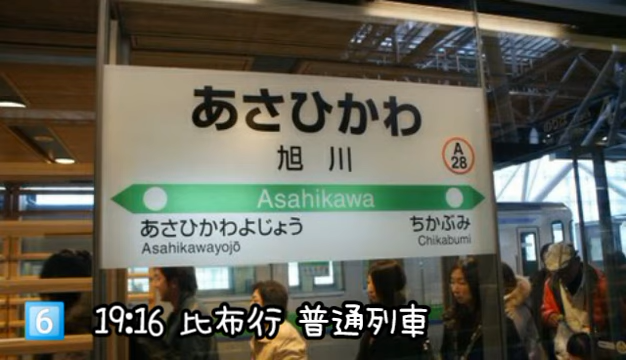 あさひかわ
旭川
A
28
Asahikawa
あさひかわよじょう
Asahikawayojō
ちかぶみ
Chikabumi
6 19:16 比布行 普通列車